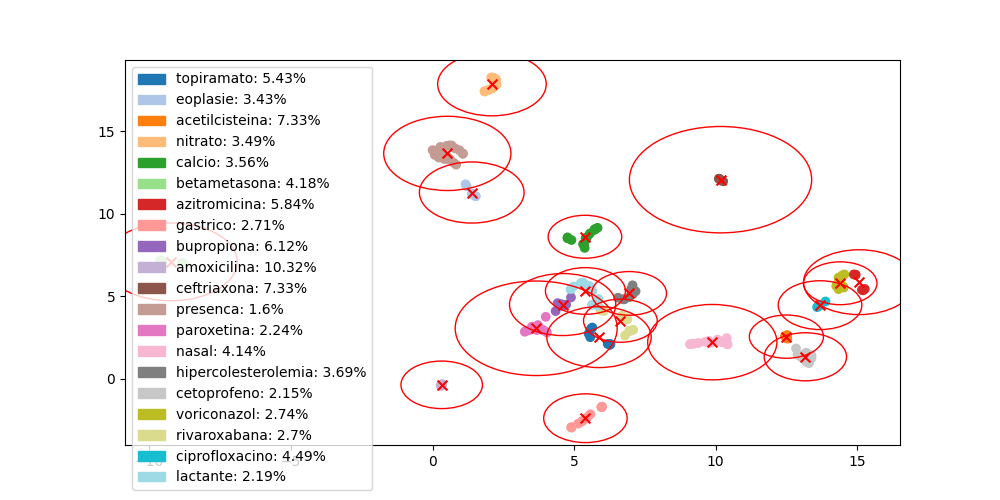 topiramato: 5.43%
eoplasie: 3.43%
acetilcisteina: 7.33%
nitrato: 3.49%
calcio: 3.56%
betametasona: 4.18%
azitromicina: 5.84%
gastrico: 2.71%
bupropiona: 6.12%
amoxicilina: 10.32%
ceftriaxona: 7.33%
presenca: 1.6%
paroxetina: 2.24%
nasal: 4.14%
hipercolesterolemia: 3.69%
cetoprofeno: 2.15%
voriconazol: 2.74%
rivaroxabana: 2.7%
ciprofloxacino: 4.49%
lactante: 2.19%
15
10
5
0
-10 -5 0 5 10 15